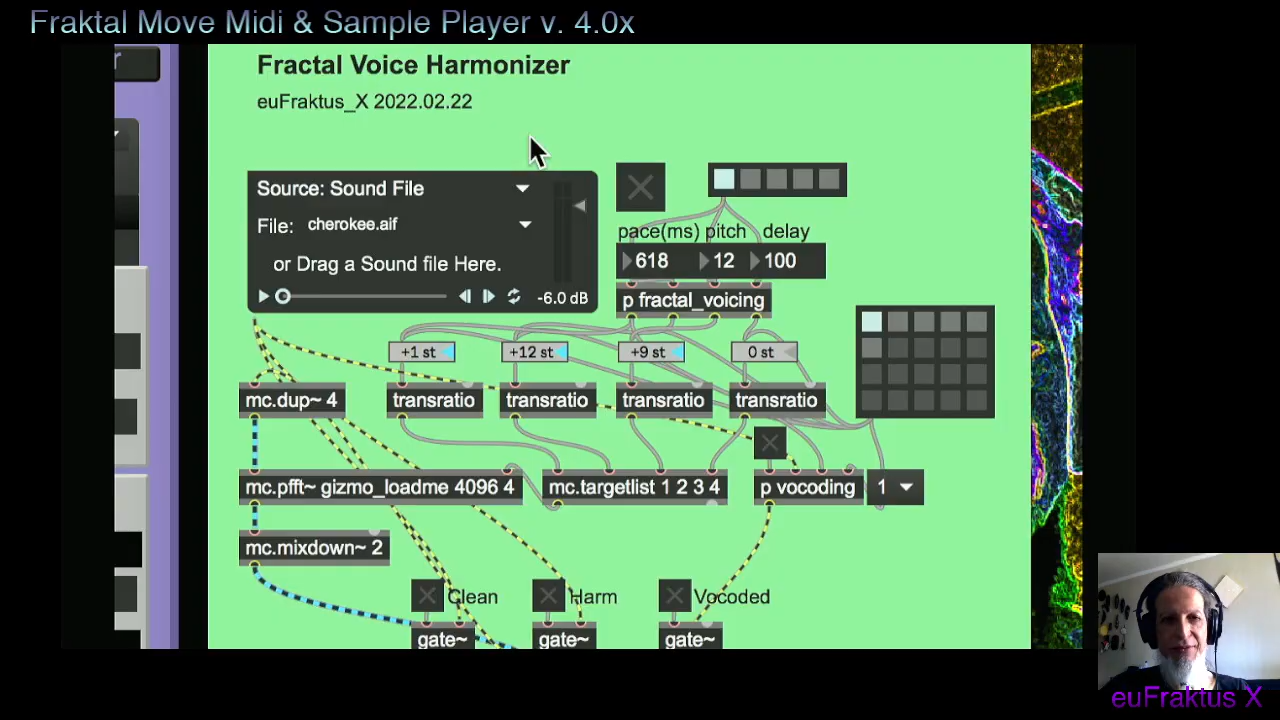 Fraktal Move Midi & Sample Player v. 4.0x
Fractal Voice Harmonizer
euFraktus_X 2022.02.22
Source: Sound File
File: cherokee.aif
or Drag a Sound file Here.
-6.0 dB
pace(ms) pitch delay
618 12 100
p fractal_voicing
+1 st +12 st +9 st 0 st
mc.dup~ 4 transratio transratio transratio transratio
mc.pfft~ gizmo_loadme 4096 4 mc.targetlist 1 2 3 4 p vocoding 1
mc.mixdown~ 2
Clean Harm Vocoded
gate~ gate~ gate~
euFraktus X